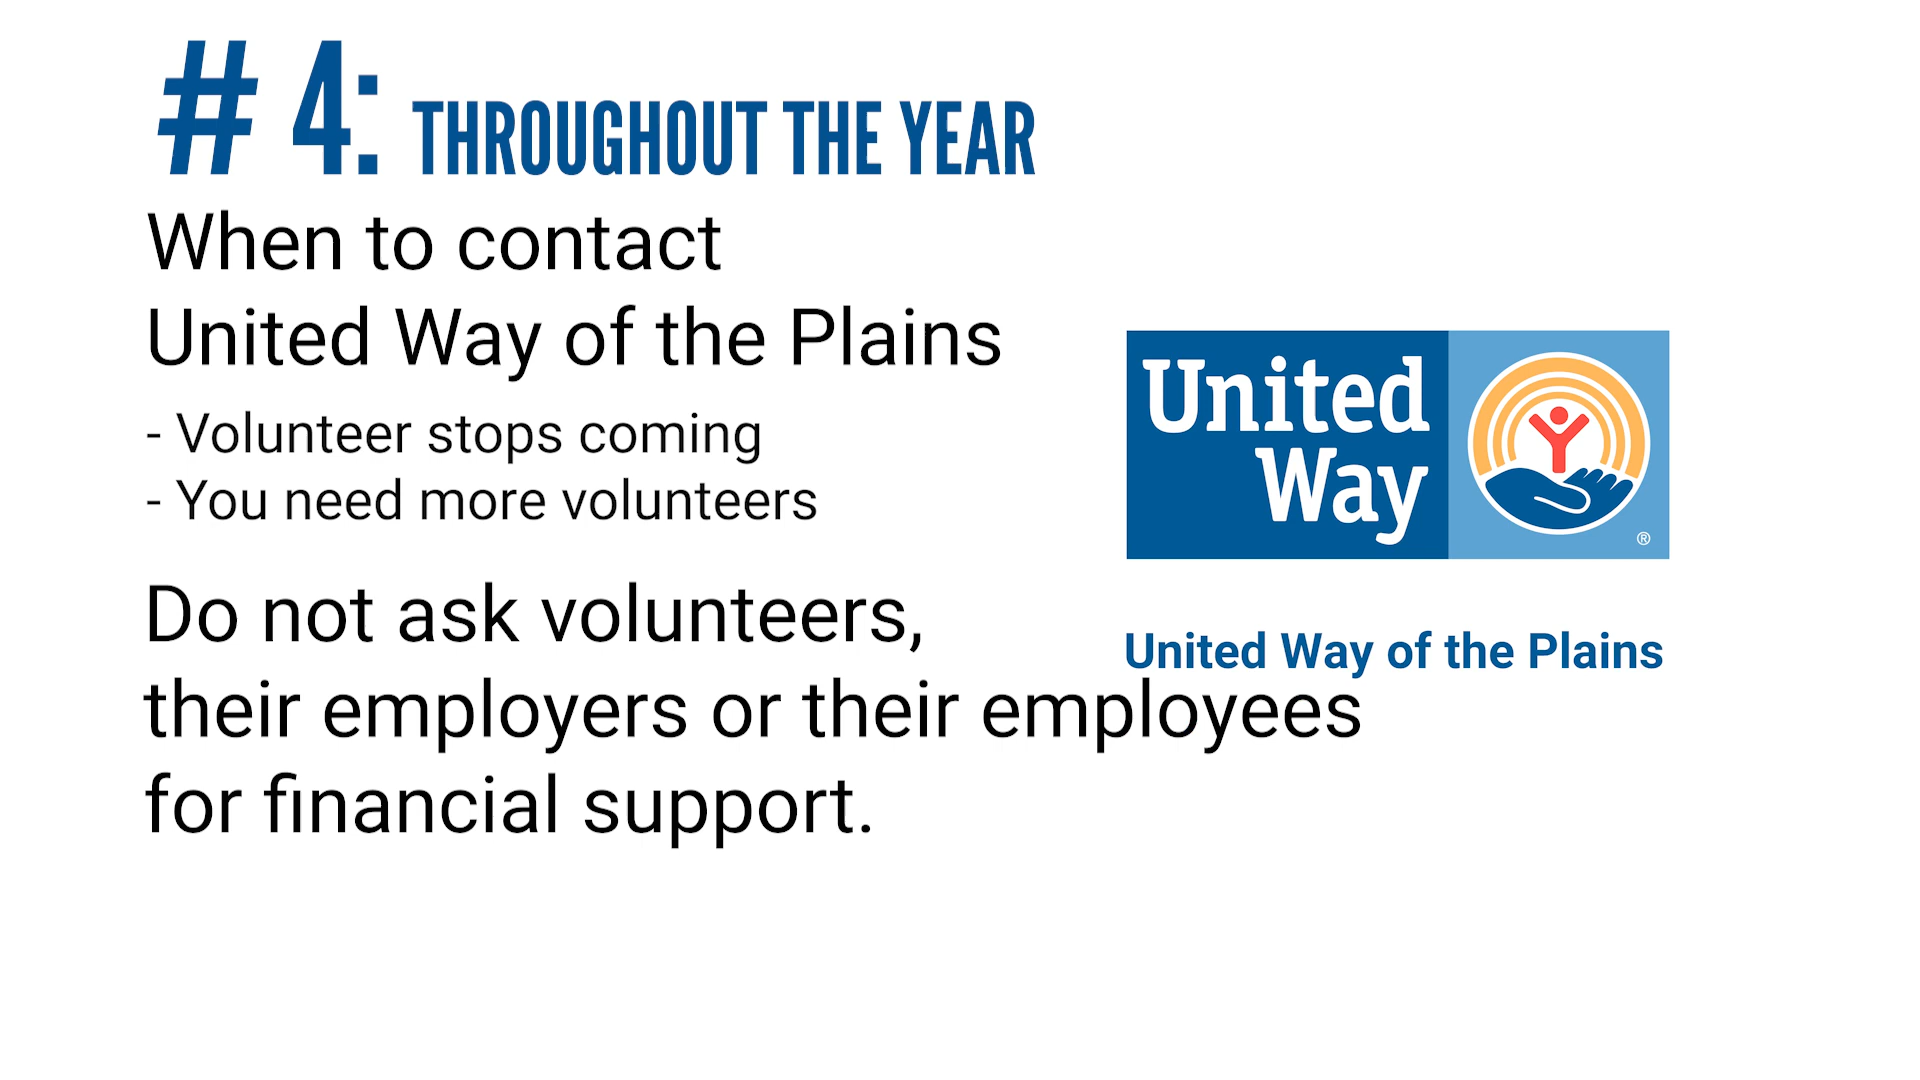 # 4: THROUGHOUT THE YEAR
When to contact
United Way of the Plains
- Volunteer stops coming
- You need more volunteers
Do not ask volunteers,
their employers or their employees
for financial support.
United
Way
®
United Way of the Plains